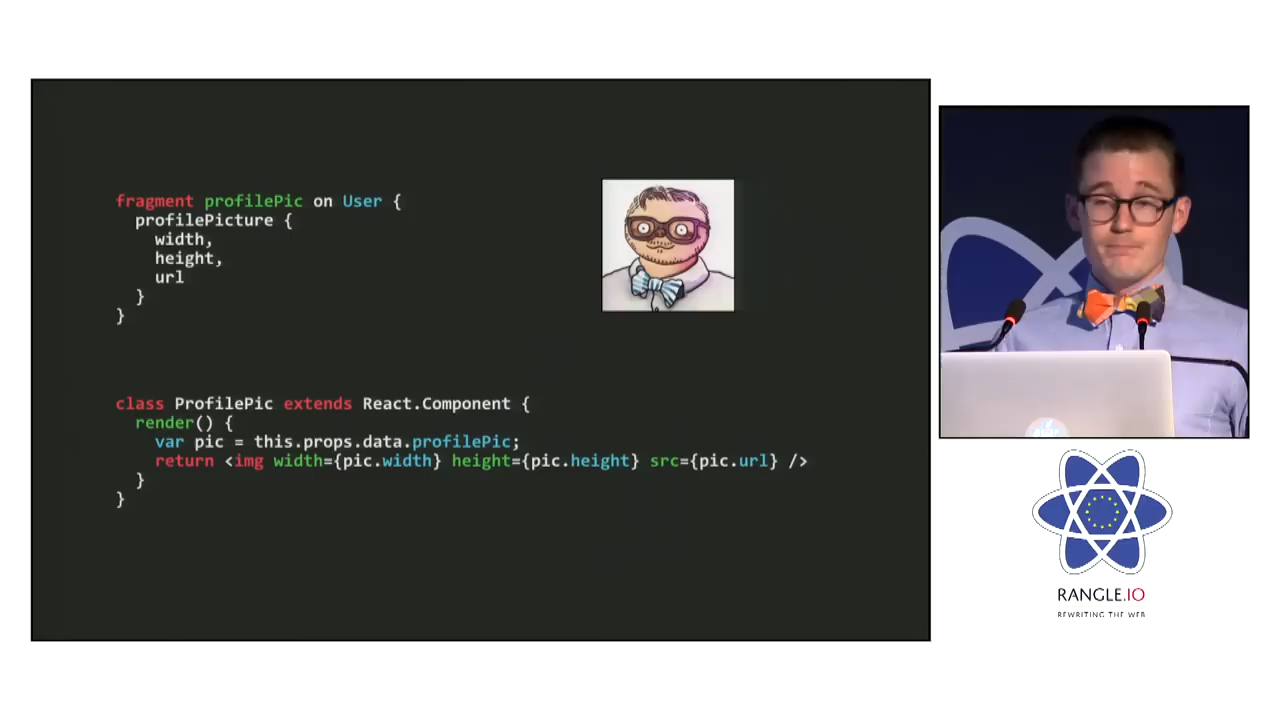 fragment profilePic on User {
profilePicture {
width,
height,
url
}
}
class ProfilePic extends React.Component {
render() {
var pic = this.props.data.profilePic;
return <img width={pic.width} height={pic.height} src={pic.url} />
}
}
RANGLE.IO
REWRITING THE WEB